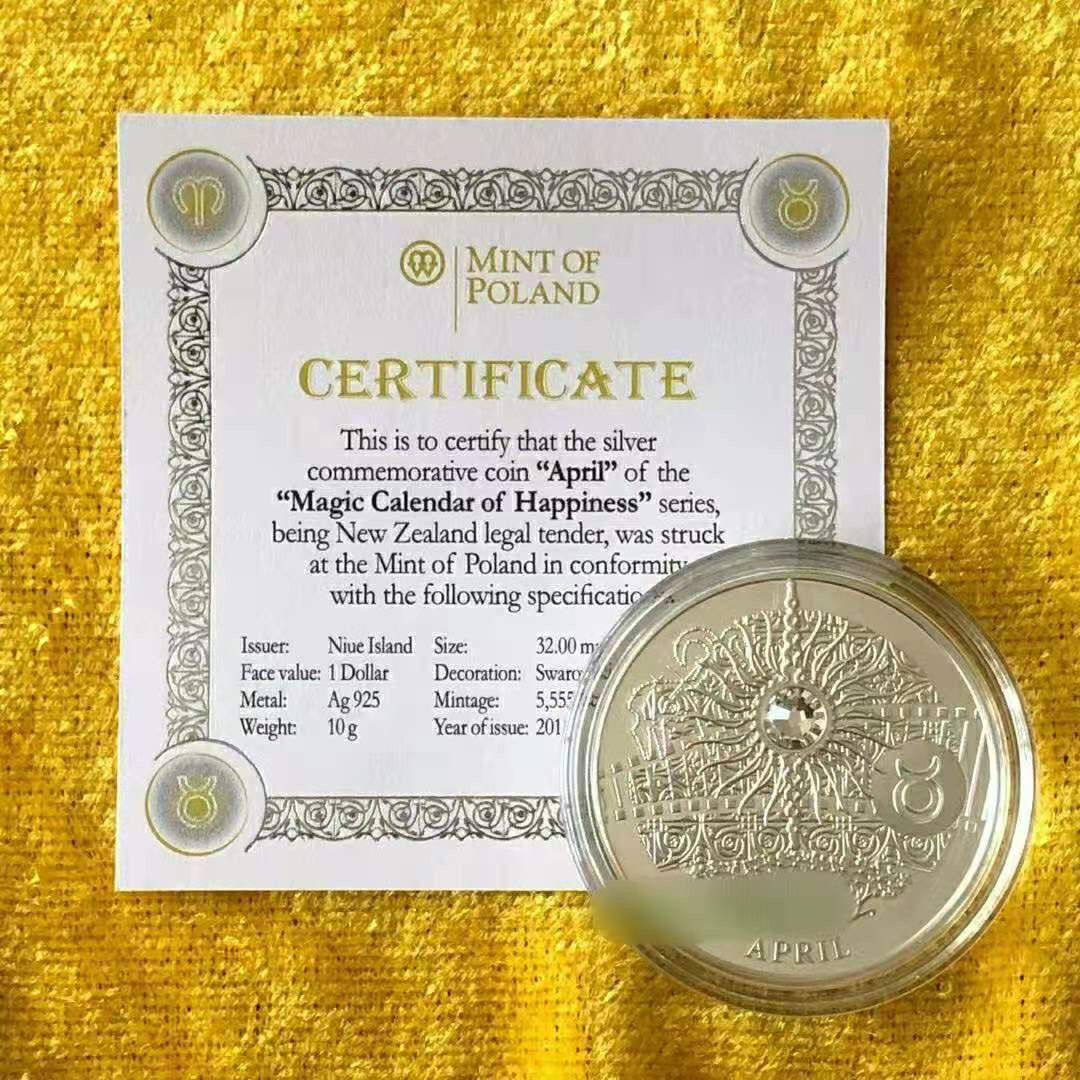 MINT OF
POLAND
CERTIFICATE
This is to certify that the silver
commemorative coin “April” of the
“Magic Calendar of Happiness” series,
being New Zealand legal tender, was struck
at the Mint of Poland in conformity
with the following
Issuer: Niue Island Size: 32.00
Face value: 1 Dollar Decoration:
Metal: Ag 925 Mintage: 5,555
Weight: 10 g Year of issue:
APRIL